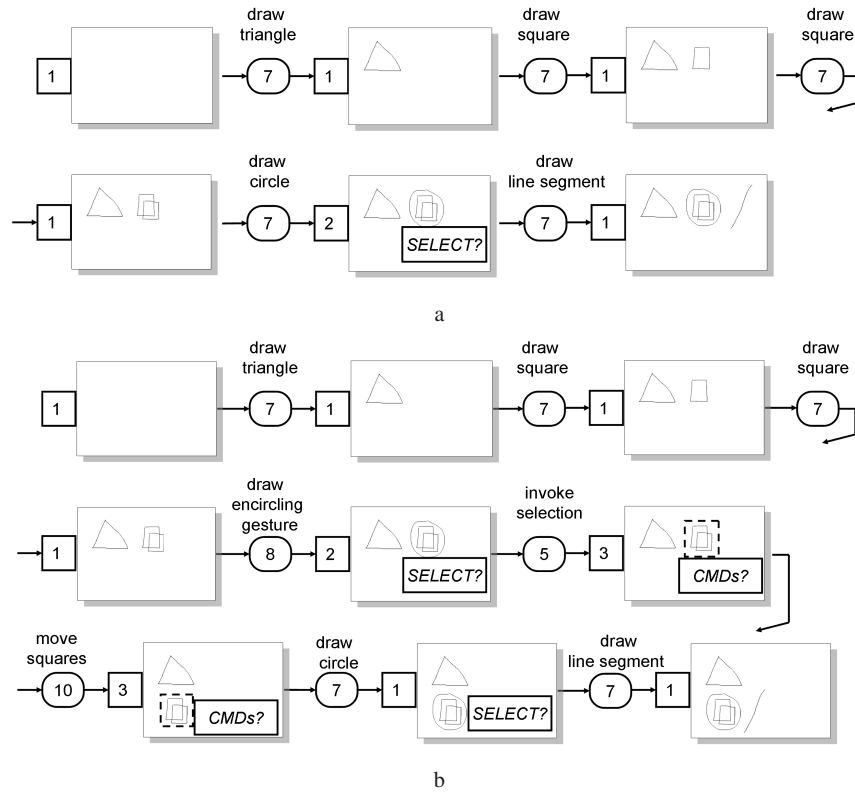 draw
triangle
draw
square
draw
square
1
7
1
7
1
7
draw
circle
draw
line segment
1
7
2
SELECT?
7
1
a
draw
triangle
draw
square
draw
square
1
7
1
7
1
7
draw
encircling
gesture
invoke
selection
1
8
2
SELECT?
5
3
CMDs?
move
squares
draw
circle
draw
line segment
10
3
CMDs?
7
1
SELECT?
7
1
b